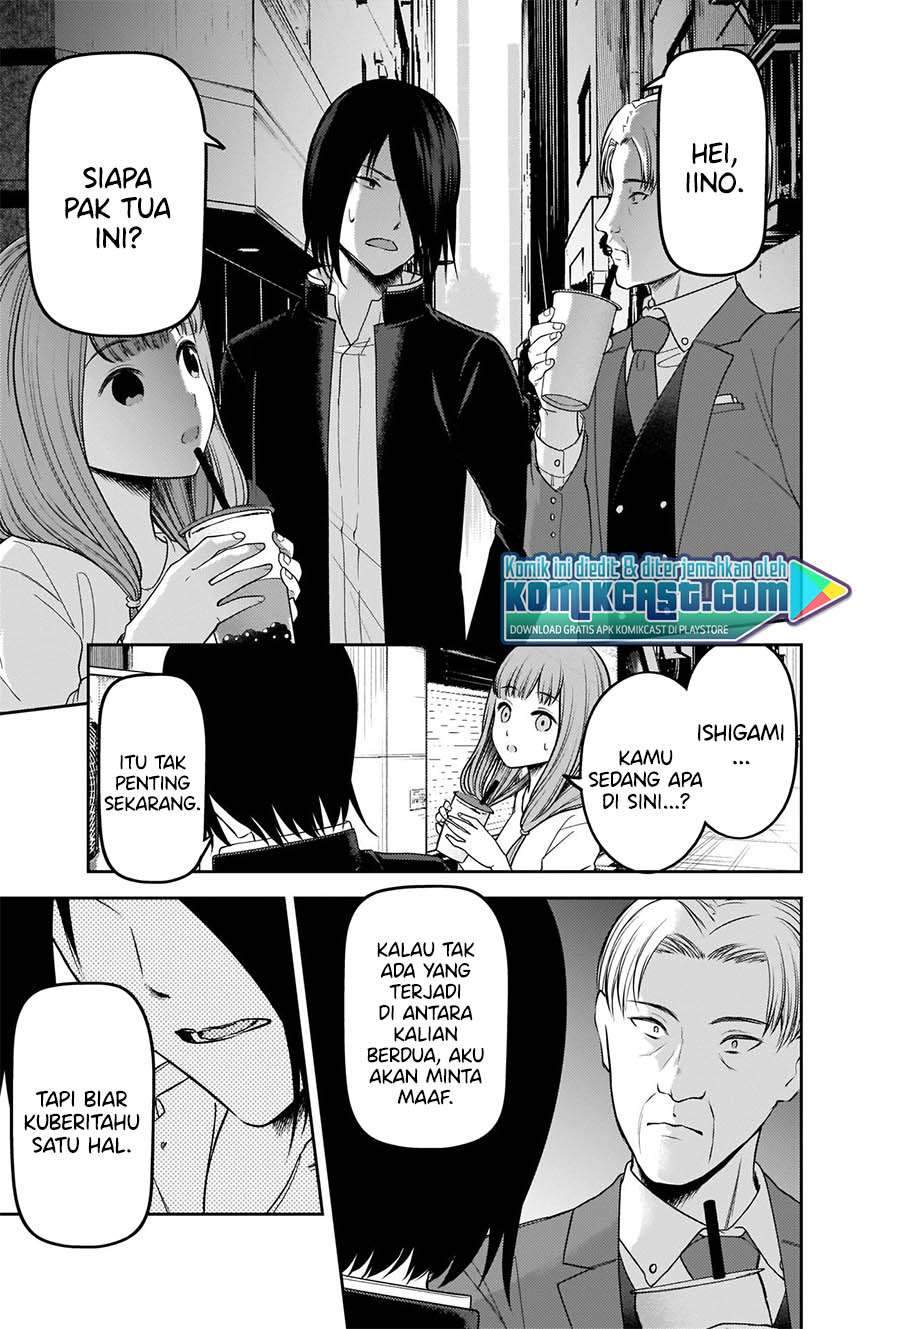 HEI,
IINO.
SIAPA
PAK TUA
INI?
Komik ini diedit & diterjemahkan oleh
KOMIKCAST.COM
DOWNLOAD GRATIS APK KOMIKCAST DI PLAYSTORE
ISHIGAMI
...
KAMU
SEDANG APA
DI SINI...?
ITU TAK
PENTING
SEKARANG.
KALAU TAK
ADA YANG
TERJADI
DI ANTARA
KALIAN
BERDUA, AKU
AKAN MINTA
MAAF.
TAPI BIAR
KUBERITAHU
SATU HAL.